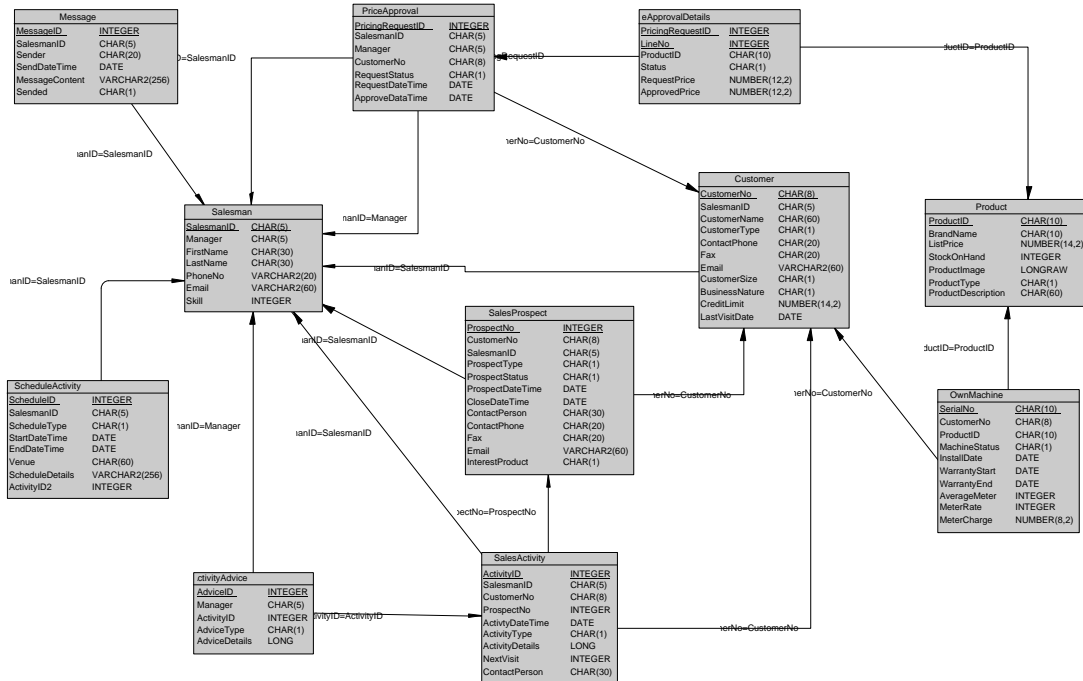 Message
MessageID INTEGER
SalesmanID CHAR(5)
Sender CHAR(20)
SendDateTime DATE
MessageContent VARCHAR2(256)
Sended CHAR(1)
=SalesmanID
PriceApproval
PricingRequestID INTEGER
SalesmanID CHAR(5)
Manager CHAR(5)
CustomerNo CHAR(8)
RequestStatus CHAR(1)
RequestDateTime DATE
ApproveDataTime DATE
RequestID
eApprovalDetails
PricingRequestID INTEGER
LineNo INTEGER
ProductID CHAR(10)
Status CHAR(1)
RequestPrice NUMBER(12,2)
ApprovedPrice NUMBER(12,2)
ductID=ProductID
anID=SalesmanID
erNo=CustomerNo
Salesman
SalesmanID CHAR(5)
Manager CHAR(5)
FirstName CHAR(30)
LastName CHAR(30)
PhoneNo VARCHAR2(20)
Email VARCHAR2(60)
Skill INTEGER
anID=Manager
anID=SalesmanID
Customer
CustomerNo CHAR(8)
SalesmanID CHAR(5)
CustomerName CHAR(60)
CustomerType CHAR(1)
ContactPhone CHAR(20)
Fax CHAR(20)
Email VARCHAR2(60)
CustomerSize CHAR(1)
BusinessNature CHAR(1)
CreditLimit NUMBER(14,2)
LastVisitDate DATE
Product
ProductID CHAR(10)
BrandName CHAR(10)
ListPrice NUMBER(14,2)
StockOnHand INTEGER
ProductImage LONGRAW
ProductType CHAR(1)
ProductDescription CHAR(60)
anID=SalesmanID
anID=SalesmanID
SalesProspect
ProspectNo INTEGER
CustomerNo CHAR(8)
SalesmanID CHAR(5)
ProspectType CHAR(1)
ProspectStatus CHAR(1)
ProspectDateTime DATE
CloseDateTime DATE
ContactPerson CHAR(30)
ContactPhone CHAR(20)
Fax CHAR(20)
Email VARCHAR2(60)
InterestProduct CHAR(1)
erNo=CustomerNo
erNo=CustomerNo
ductID=ProductID
ScheduleActivity
ScheduleID INTEGER
SalesmanID CHAR(5)
ScheduleType CHAR(1)
StartDateTime DATE
EndDateTime DATE
Venue CHAR(60)
ScheduleDetails VARCHAR2(256)
ActivityID2 INTEGER
anID=Manager
anID=SalesmanID
OwnMachine
SerialNo CHAR(10)
CustomerNo CHAR(8)
ProductID CHAR(10)
MachineStatus CHAR(1)
InstallDate DATE
WarrantyStart DATE
WarrantyEnd DATE
AverageMeter INTEGER
MeterRate INTEGER
MeterCharge NUMBER(8,2)
pectNo=ProspectNo
ctivityAdvice
AdviceID INTEGER
Manager CHAR(5)
ActivityID INTEGER
AdviceType CHAR(1)
AdviceDetails LONG
ivityID=ActivityID
SalesActivity
ActivityID INTEGER
SalesmanID CHAR(5)
CustomerNo CHAR(8)
ProspectNo INTEGER
ActivtyDateTime DATE
ActivityType CHAR(1)
ActivityDetails LONG
NextVisit INTEGER
ContactPerson CHAR(30)
erNo=CustomerNo